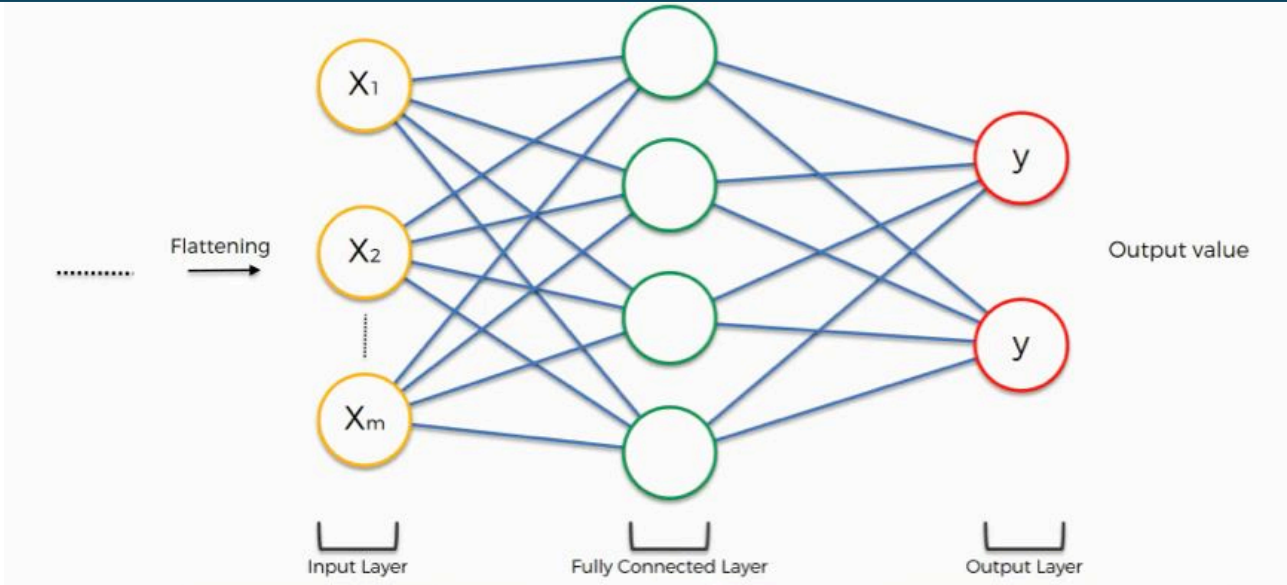 X1
Flattening
X2
Xm
y
y
Output value
Input Layer
Fully Connected Layer
Output Layer